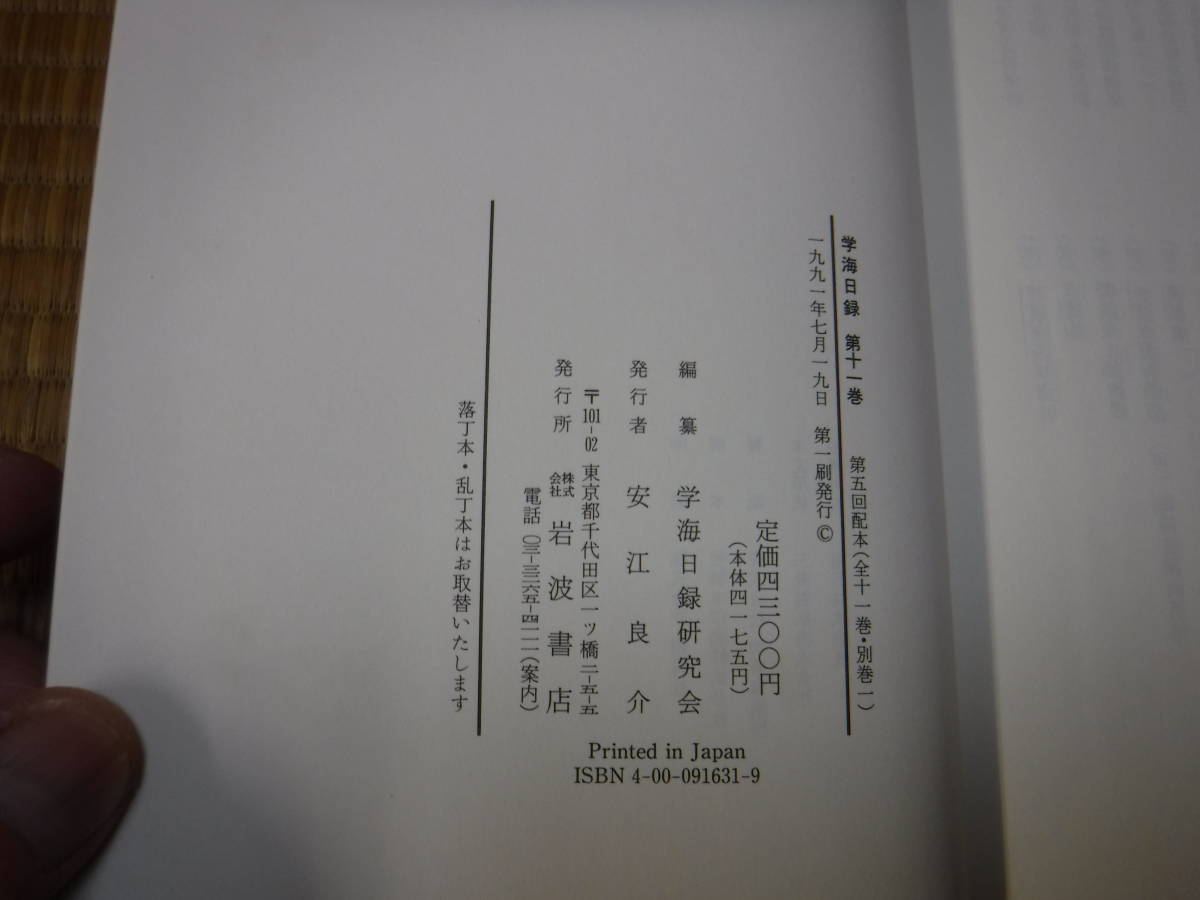 学海日録 第十一巻 第五回配本(全十一巻・別巻一)
一九九一年七月一九日 第一刷発行 ©
定価四三〇〇円
(本体四一七五円)
編纂 学海日録研究会
発行者 安江良介
〒101-02 東京都千代田区一ツ橋二-五-五
発行所 株式会社 岩波書店
電話 〇三-三二六五-四一一一(案内)
落丁本・乱丁本はお取替いたします
Printed in Japan
ISBN 4-00-091631-9